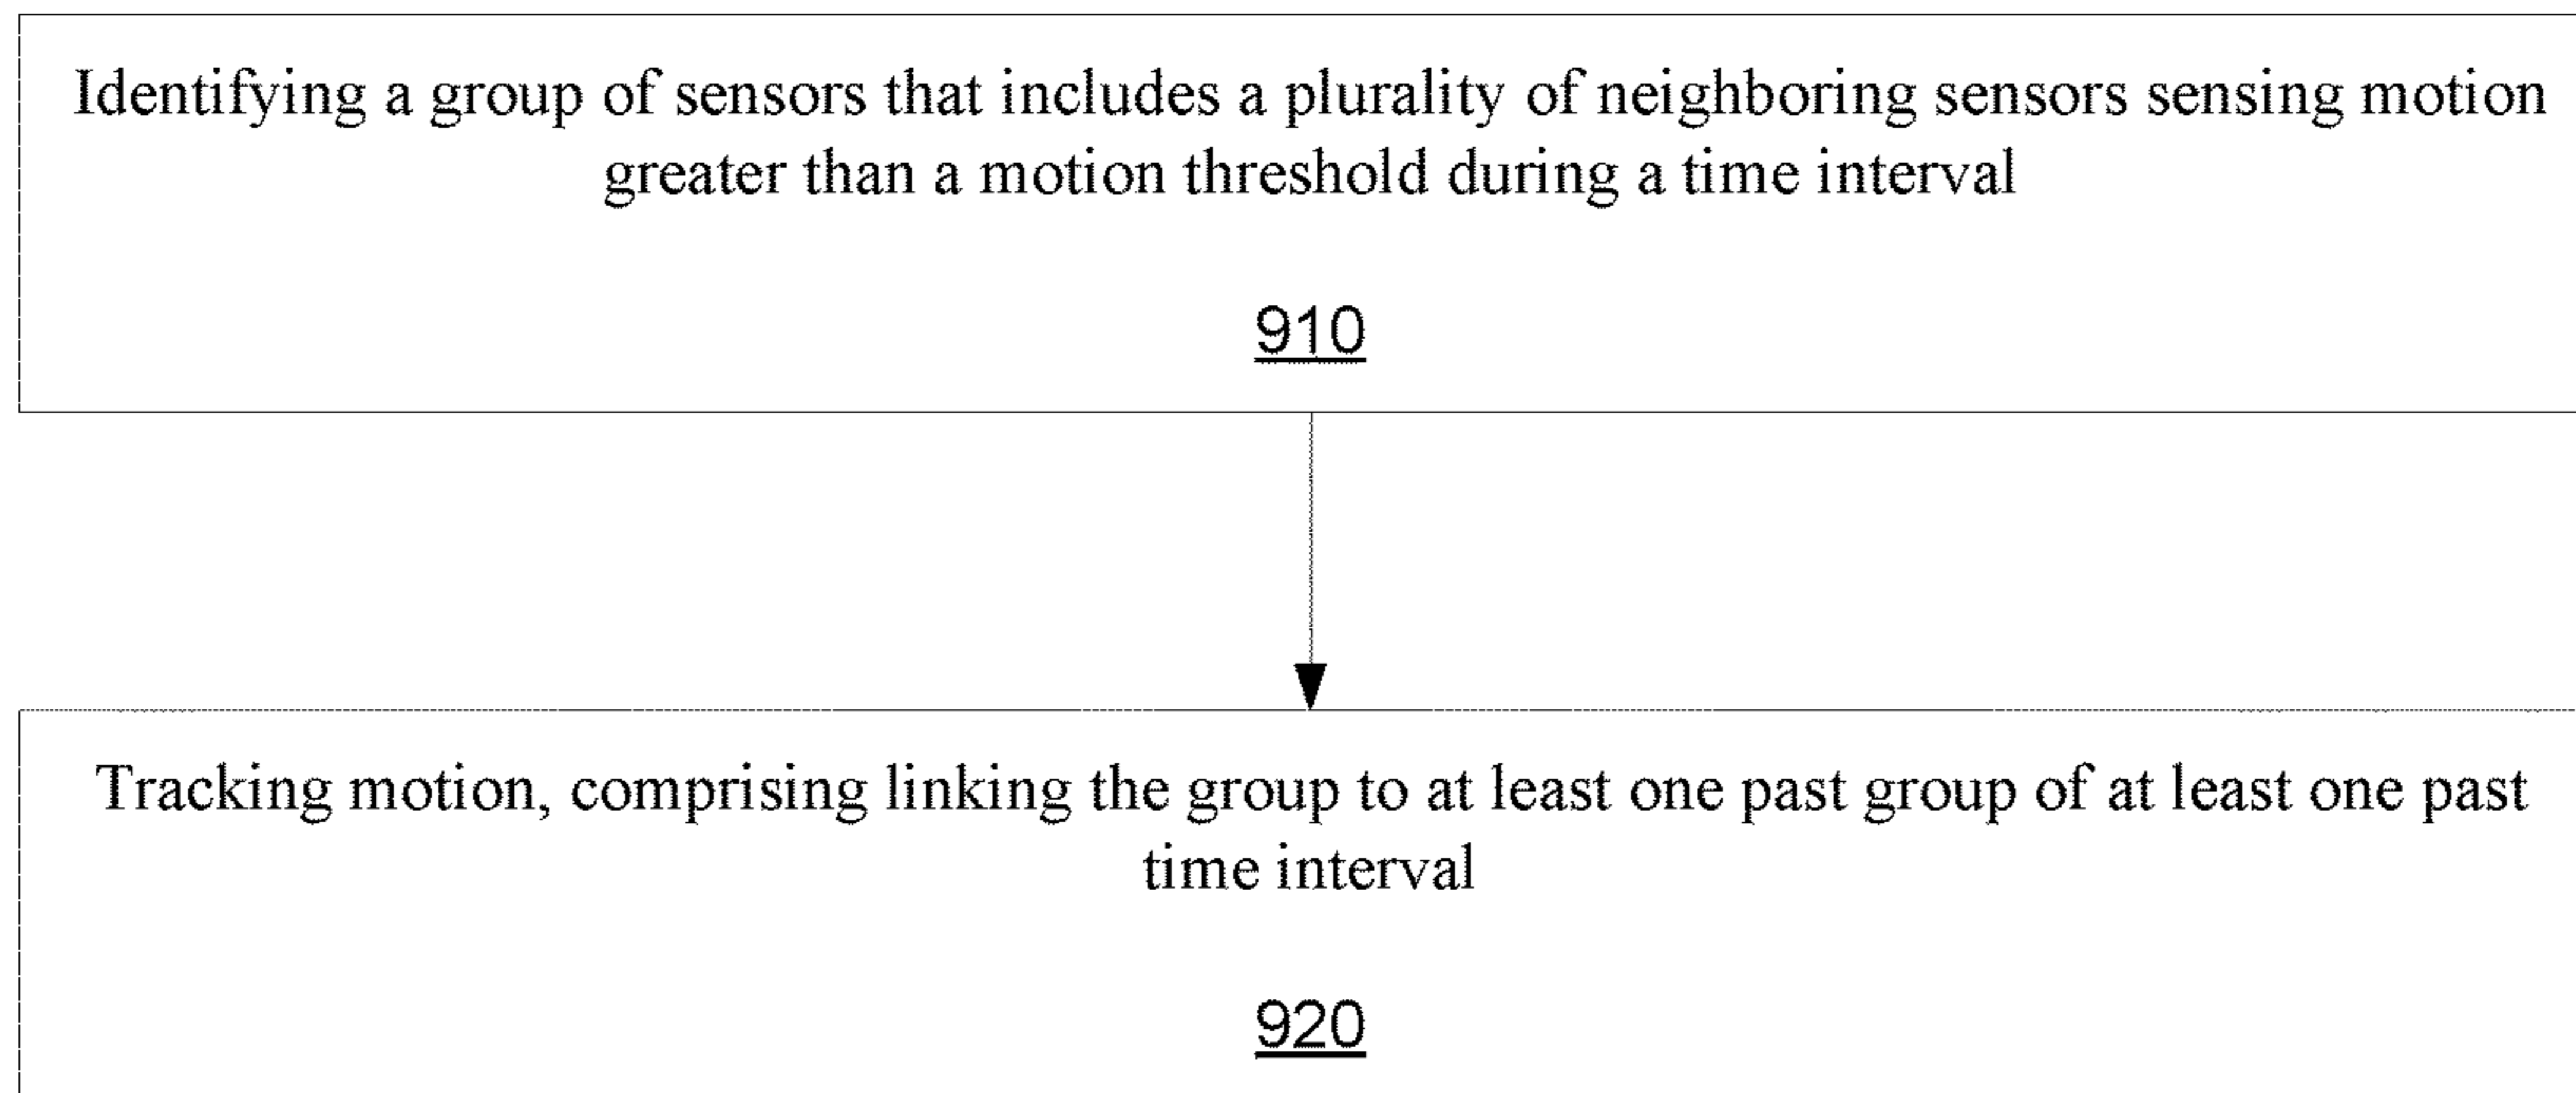 Identifying a group of sensors that includes a plurality of neighboring sensors sensing motion
greater than a motion threshold during a time interval
910
Tracking motion, comprising linking the group to at least one past group of at least one past
time interval
920